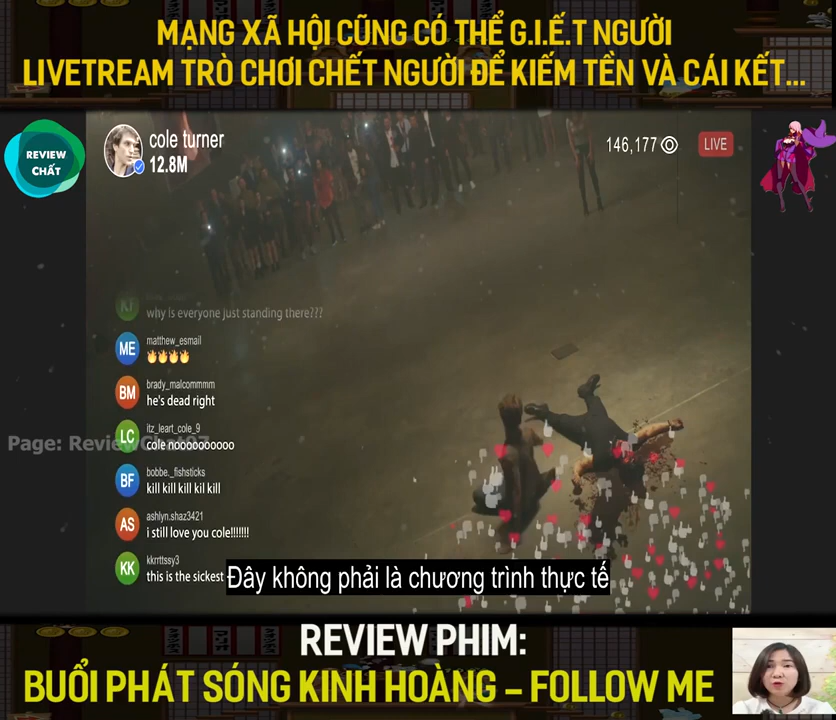 MẠNG XÃ HỘI CŨNG CÓ THỂ G.I.Ế.T NGƯỜI
LIVETREAM TRÒ CHƠI CHẾT NGƯỜI ĐỂ KIẾM TỀN VÀ CÁI KẾT...
REVIEW
CHẤT
cole turner
12.8M
146,177
LIVE
KF
why is everyone just standing there???
ME
matthew_esmail
🔥🔥🔥🔥
BM
brady_malcommmm
he's dead right
LC
itz_leart_cole_9
cole nooooooooo
Page:
BF
bobbe._fishsticks
kill kill kill kil kill
AS
ashlyn.shaz3421
i still love you cole!!!!!!!
KK
kkrrttssy3
this is the sickest
Đây không phải là chương trình thực tế
REVIEW PHIM:
BUỔI PHÁT SÓNG KINH HOÀNG – FOLLOW ME